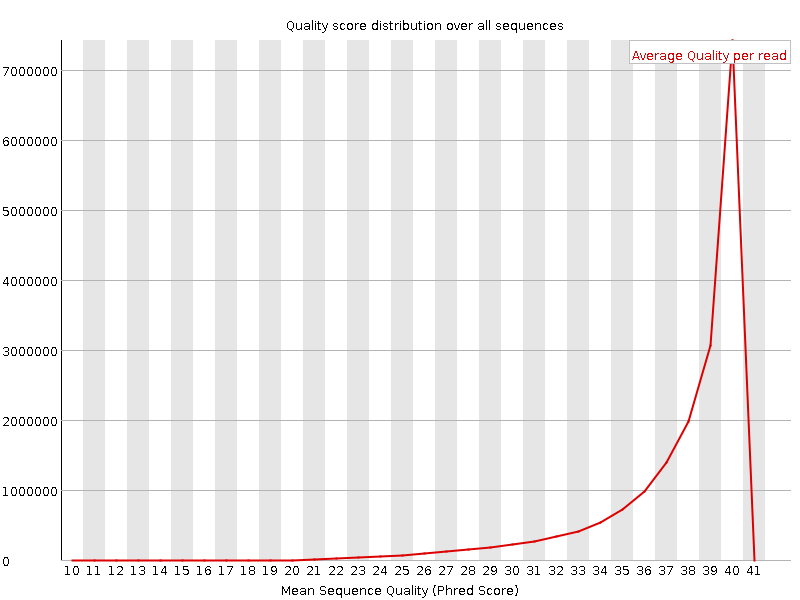 Quality score distribution over all sequences
Average Quality per read
7000000
6000000
5000000
4000000
3000000
2000000
1000000
0
10 11 12 13 14 15 16 17 18 19 20 21 22 23 24 25 26 27 28 29 30 31 32 33 34 35 36 37 38 39 40 41
Mean Sequence Quality (Phred Score)